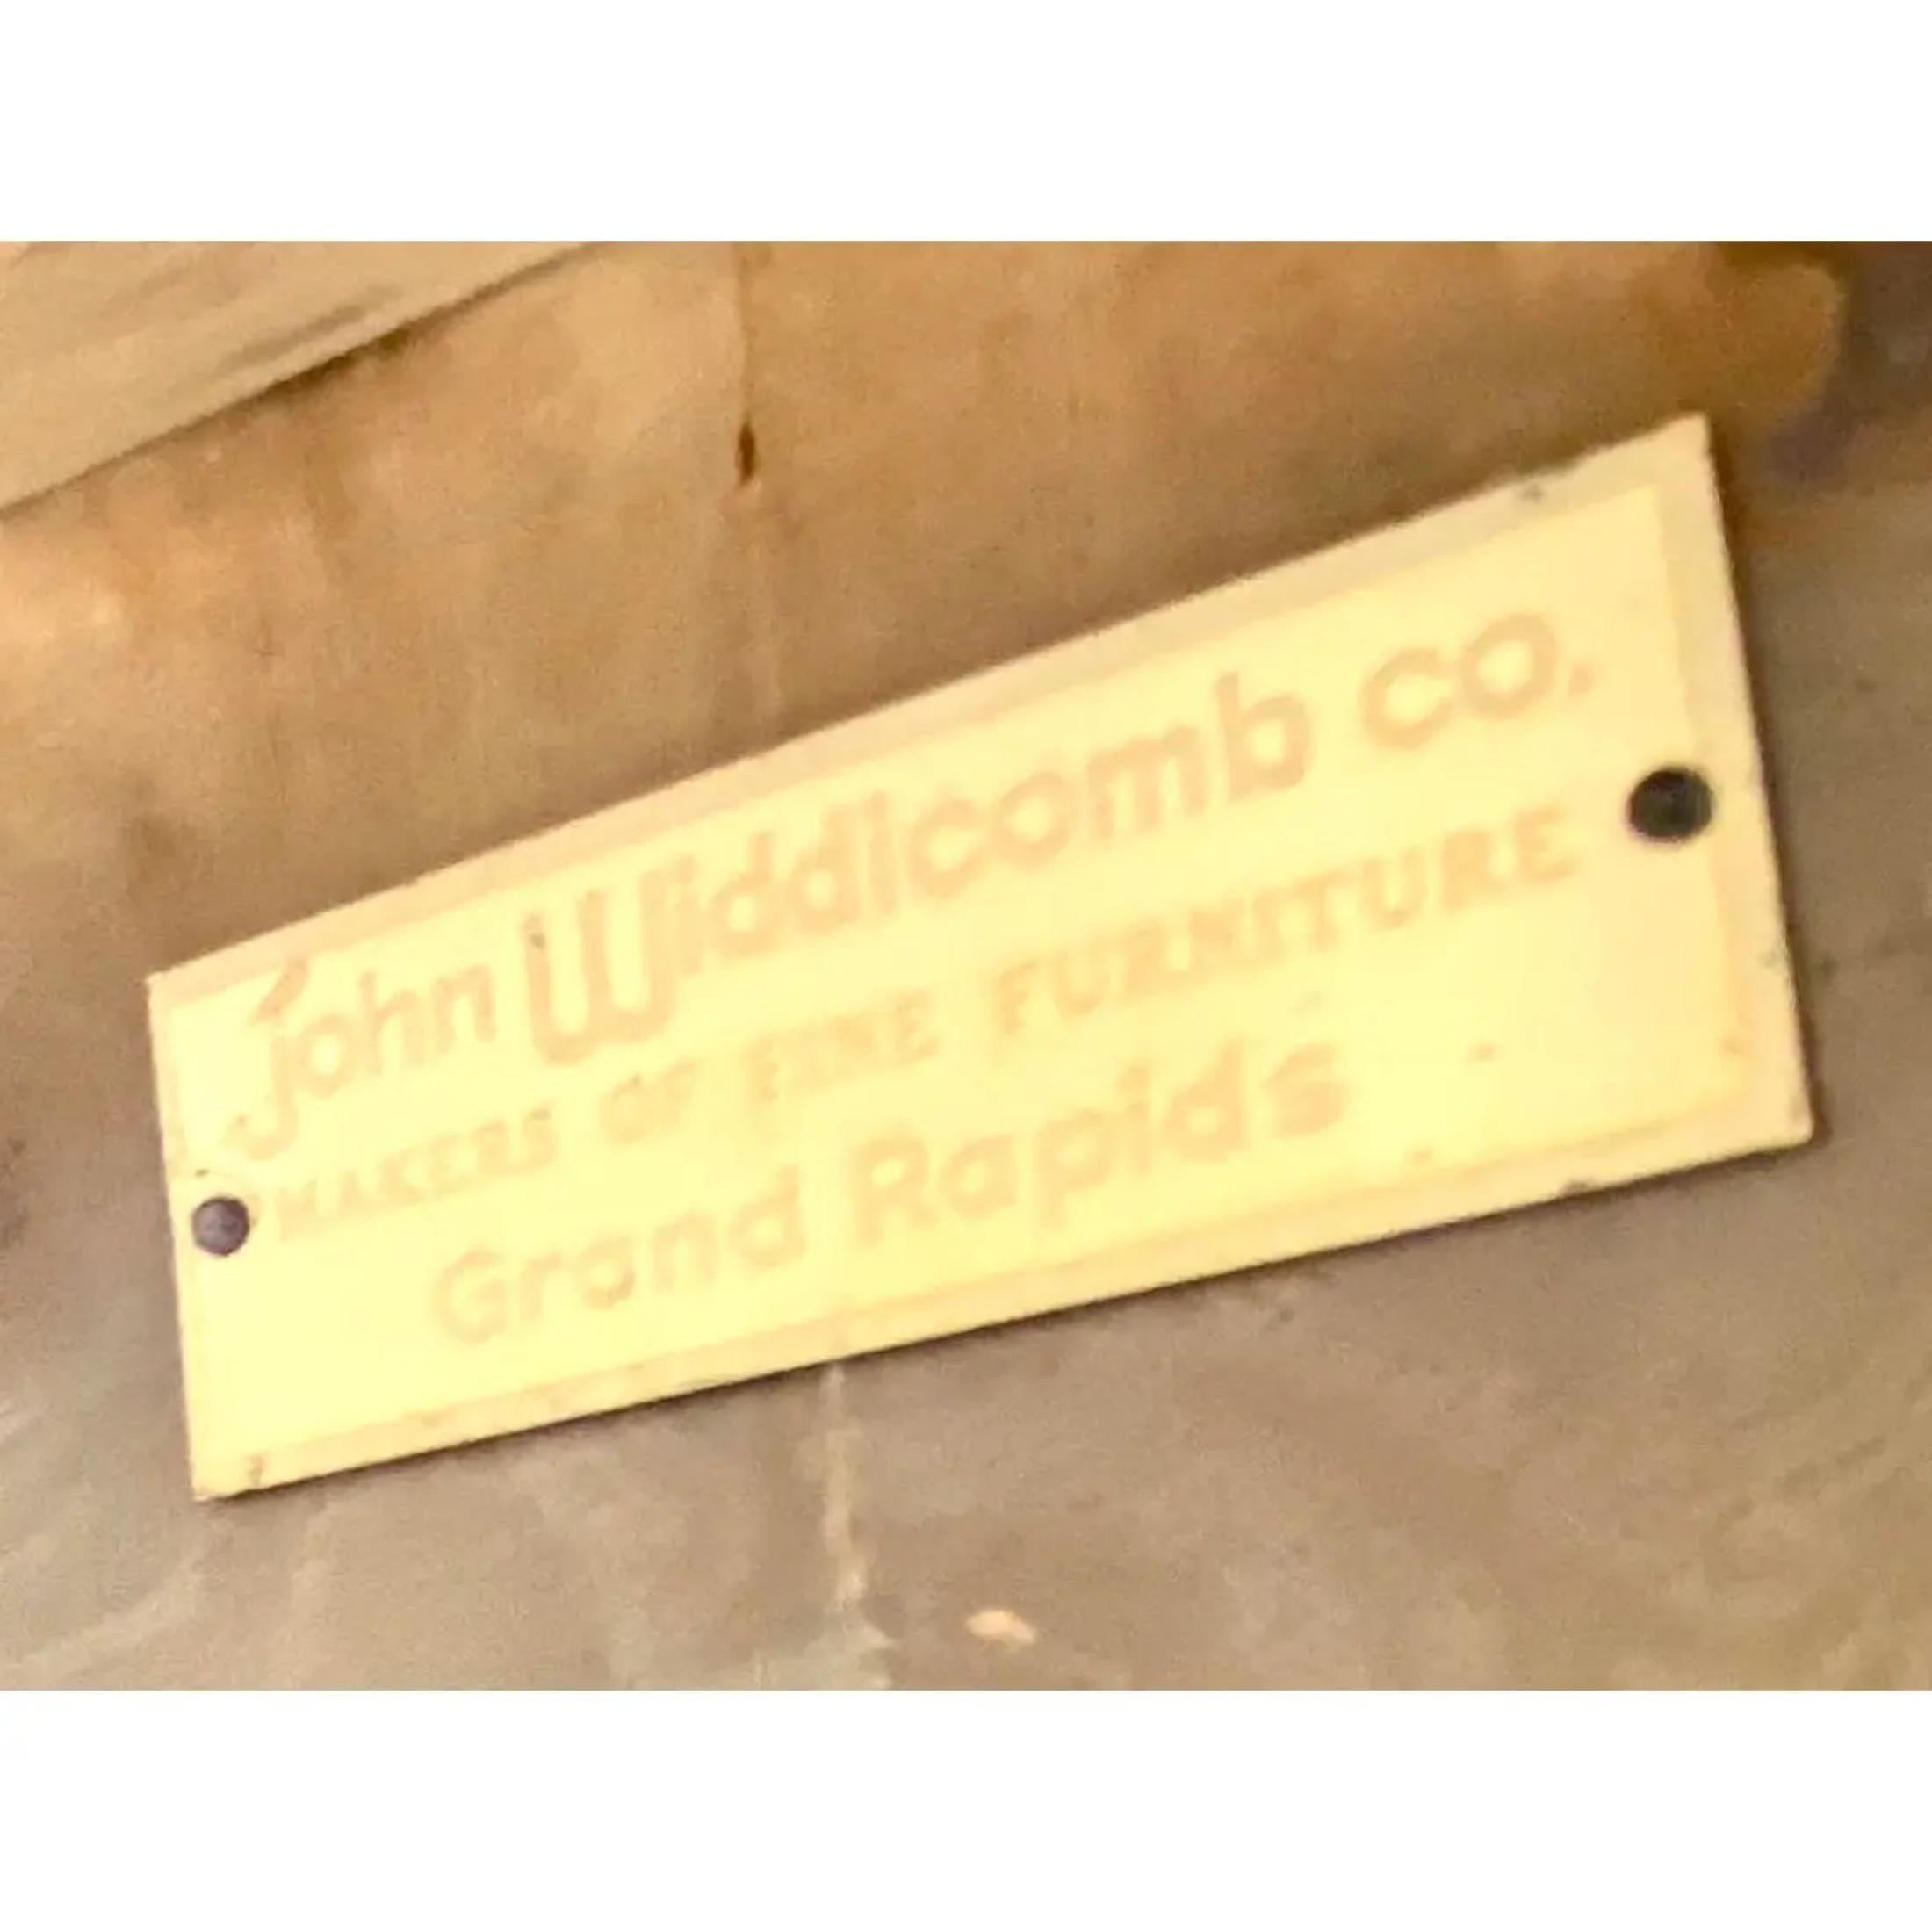 john Widdicomb co.
MAKERS OF FINE FURNITURE
Grand Rapids